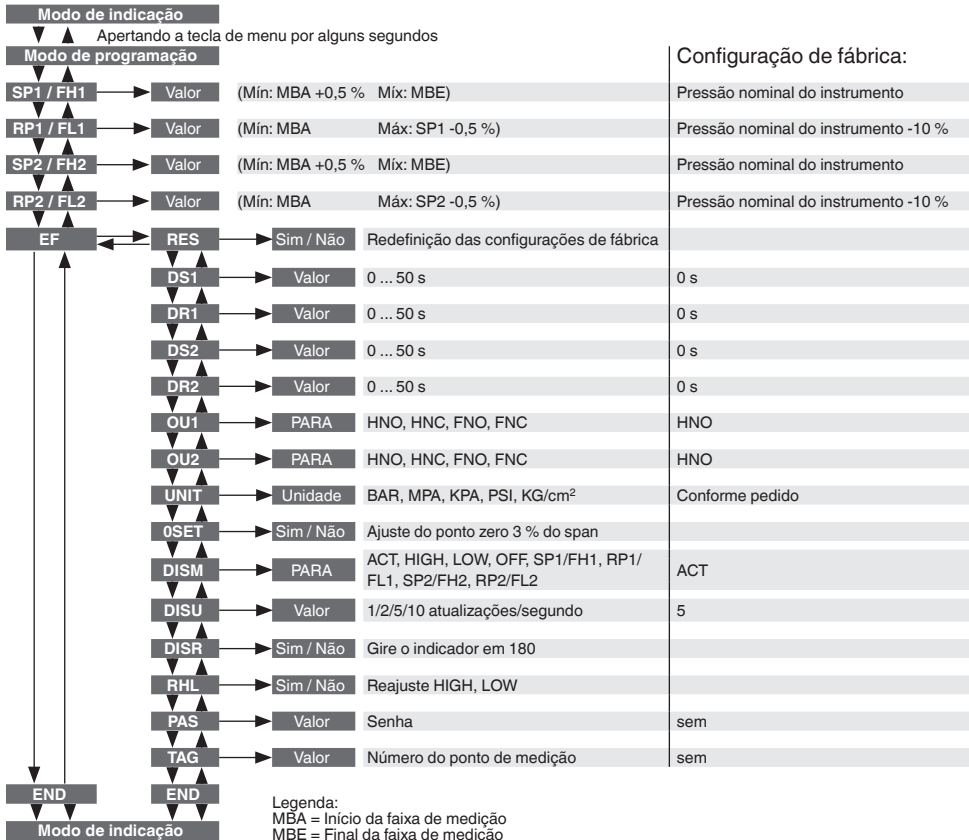 Modo de indicação
Apertando a tecla de menu por alguns segundos
Modo de programação
Configuração de fábrica:
SP1 / FH1 Valor (Mín: MBA +0,5 % Míx: MBE) Pressão nominal do instrumento
RP1 / FL1 Valor (Mín: MBA Máx: SP1 -0,5 %) Pressão nominal do instrumento -10 %
SP2 / FH2 Valor (Mín: MBA +0,5 % Míx: MBE) Pressão nominal do instrumento
RP2 / FL2 Valor (Mín: MBA Máx: SP2 -0,5 %) Pressão nominal do instrumento -10 %
EF RES Sim / Não Redefinição das configurações de fábrica
DS1 Valor 0 ... 50 s 0 s
DR1 Valor 0 ... 50 s 0 s
DS2 Valor 0 ... 50 s 0 s
DR2 Valor 0 ... 50 s 0 s
OU1 PARA HNO, HNC, FNO, FNC HNO
OU2 PARA HNO, HNC, FNO, FNC HNO
UNIT Unidade BAR, MPA, KPA, PSI, KG/cm² Conforme pedido
0SET Sim / Não Ajuste do ponto zero 3 % do span
DISM PARA ACT, HIGH, LOW, OFF, SP1/FH1, RP1/
FL1, SP2/FH2, RP2/FL2 ACT
DISU Valor 1/2/5/10 atualizações/segundo 5
DISR Sim / Não Gire o indicador em 180
RHL Sim / Não Reajuste HIGH, LOW
PAS Valor Senha sem
TAG Valor Número do ponto de medição sem
END END
Modo de indicação
Legenda:
MBA = Início da faixa de medição
MBE = Final da faixa de medição